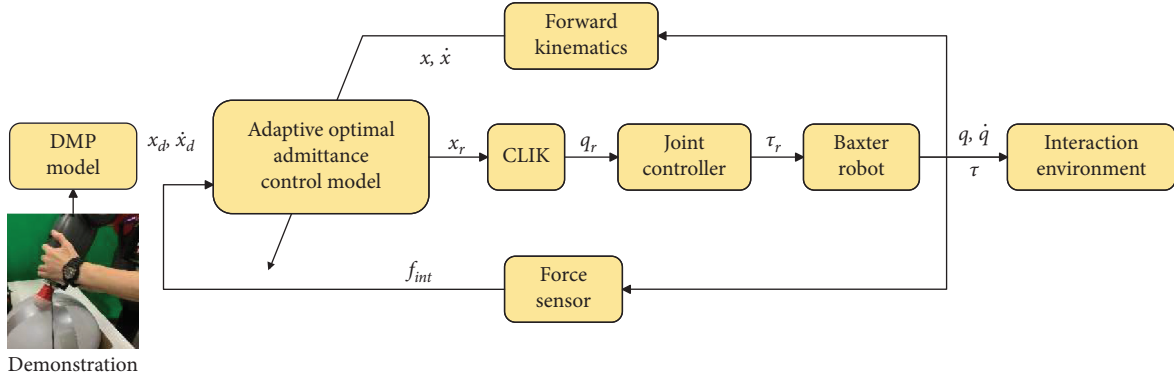 Forward
kinematics
x, ẋ
DMP
model
x_d, ẋ_d
Adaptive optimal
admittance
control model
x_r
CLIK
q_r
Joint
controller
τ_r
Baxter
robot
q, q̇
τ
Interaction
environment
f_int
Force
sensor
Demonstration